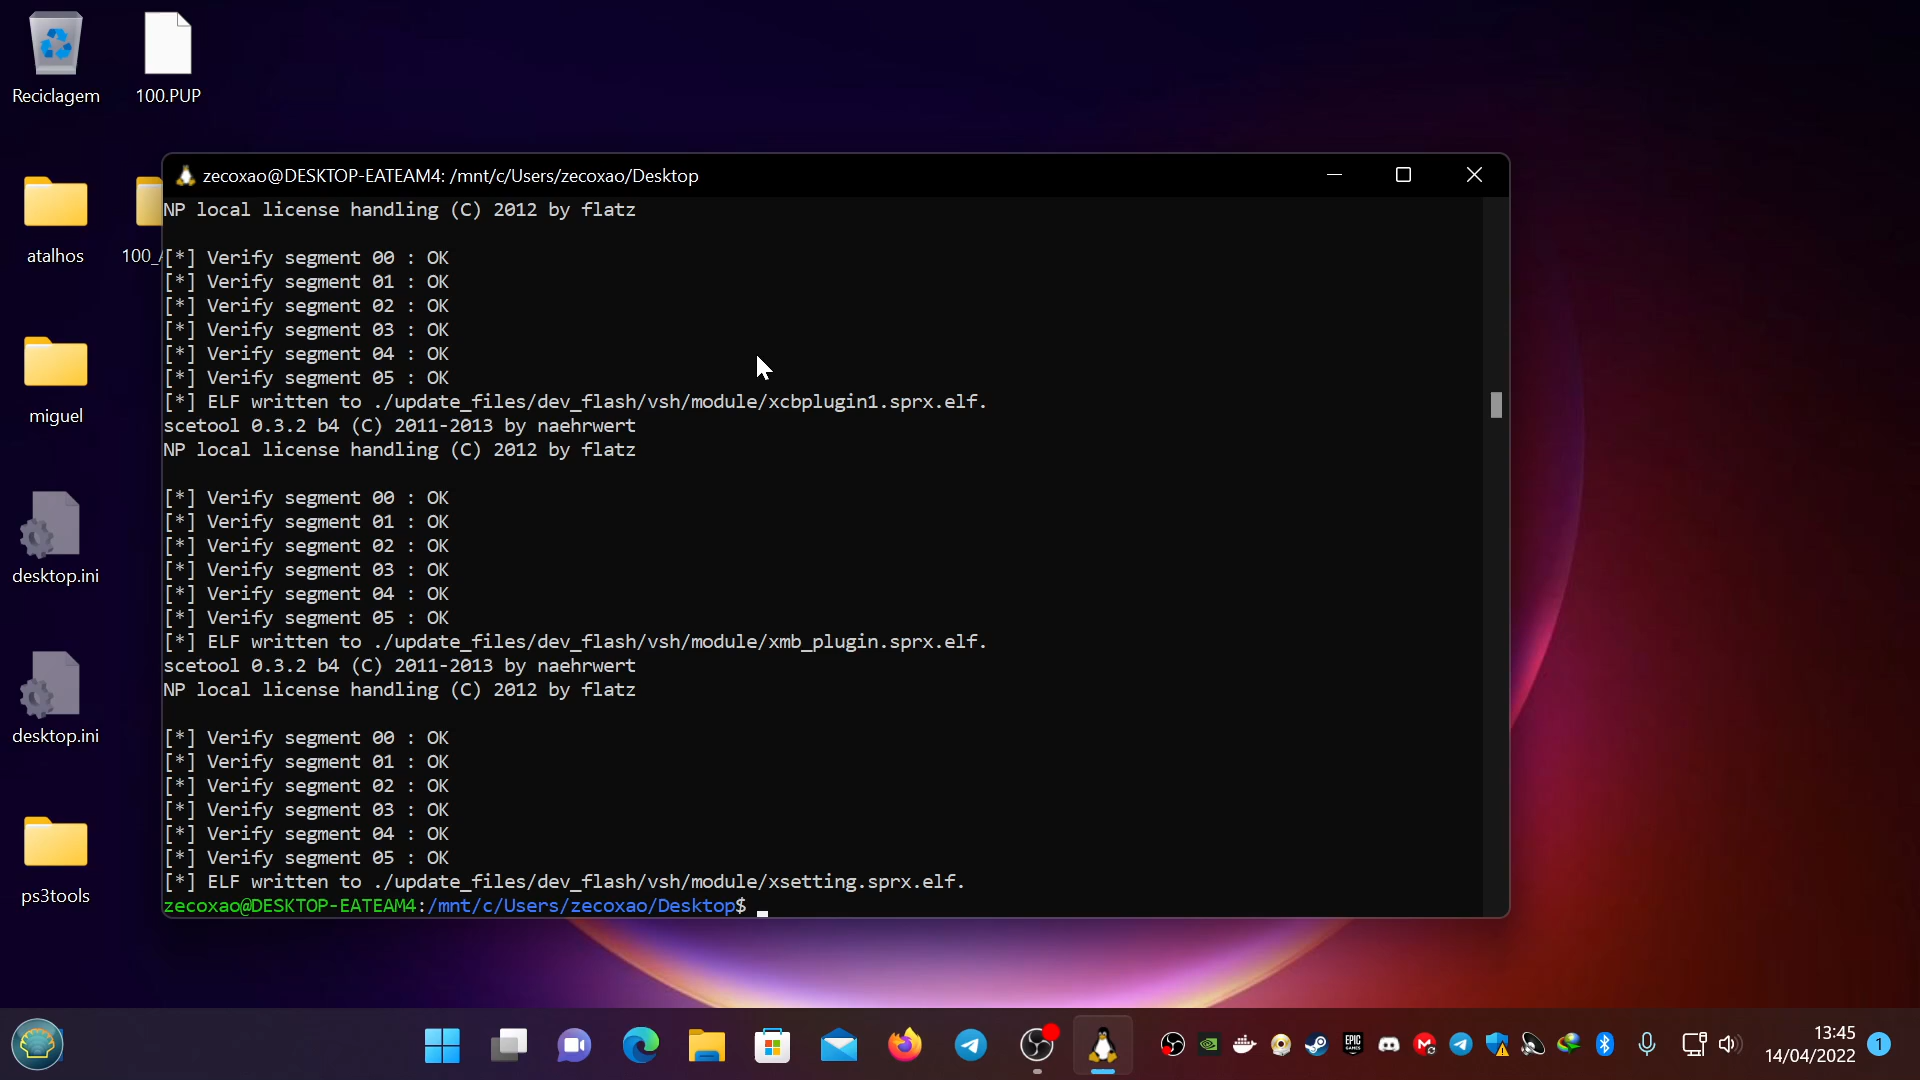 Reciclagem
100.PUP
atalhos
100_
miguel
desktop.ini
desktop.ini
ps3tools
zecoxao@DESKTOP-EATEAM4: /mnt/c/Users/zecoxao/Desktop
NP local license handling (C) 2012 by flatz
[*] Verify segment 00 : OK
[*] Verify segment 01 : OK
[*] Verify segment 02 : OK
[*] Verify segment 03 : OK
[*] Verify segment 04 : OK
[*] Verify segment 05 : OK
[*] ELF written to ./update_files/dev_flash/vsh/module/xcbplugin1.sprx.elf.
scetool 0.3.2 b4 (C) 2011-2013 by naehrwert
NP local license handling (C) 2012 by flatz
[*] Verify segment 00 : OK
[*] Verify segment 01 : OK
[*] Verify segment 02 : OK
[*] Verify segment 03 : OK
[*] Verify segment 04 : OK
[*] Verify segment 05 : OK
[*] ELF written to ./update_files/dev_flash/vsh/module/xmb_plugin.sprx.elf.
scetool 0.3.2 b4 (C) 2011-2013 by naehrwert
NP local license handling (C) 2012 by flatz
[*] Verify segment 00 : OK
[*] Verify segment 01 : OK
[*] Verify segment 02 : OK
[*] Verify segment 03 : OK
[*] Verify segment 04 : OK
[*] Verify segment 05 : OK
[*] ELF written to ./update_files/dev_flash/vsh/module/xsetting.sprx.elf.
zecoxao@DESKTOP-EATEAM4:/mnt/c/Users/zecoxao/Desktop$
EPIC
GAMES
13:45
14/04/2022
1